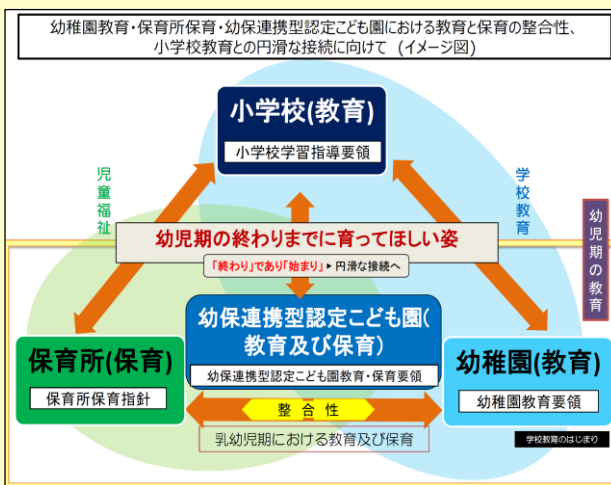 幼稚園教育・保育所保育・幼保連携型認定こども園における教育と保育の整合性、
小学校教育との円滑な接続に向けて (イメージ図)
小学校(教育)
小学校学習指導要領
児童福祉
学校教育
幼児期の教育
幼児期の終わりまでに育ってほしい姿
「終わり」であり「始まり」▶円滑な接続へ
幼保連携型認定こども園(
教育及び保育)
幼保連携型認定こども園教育・保育要領
保育所(保育)
保育所保育指針
幼稚園(教育)
幼稚園教育要領
整 合 性
乳幼児期における教育及び保育
学校教育のはじまり